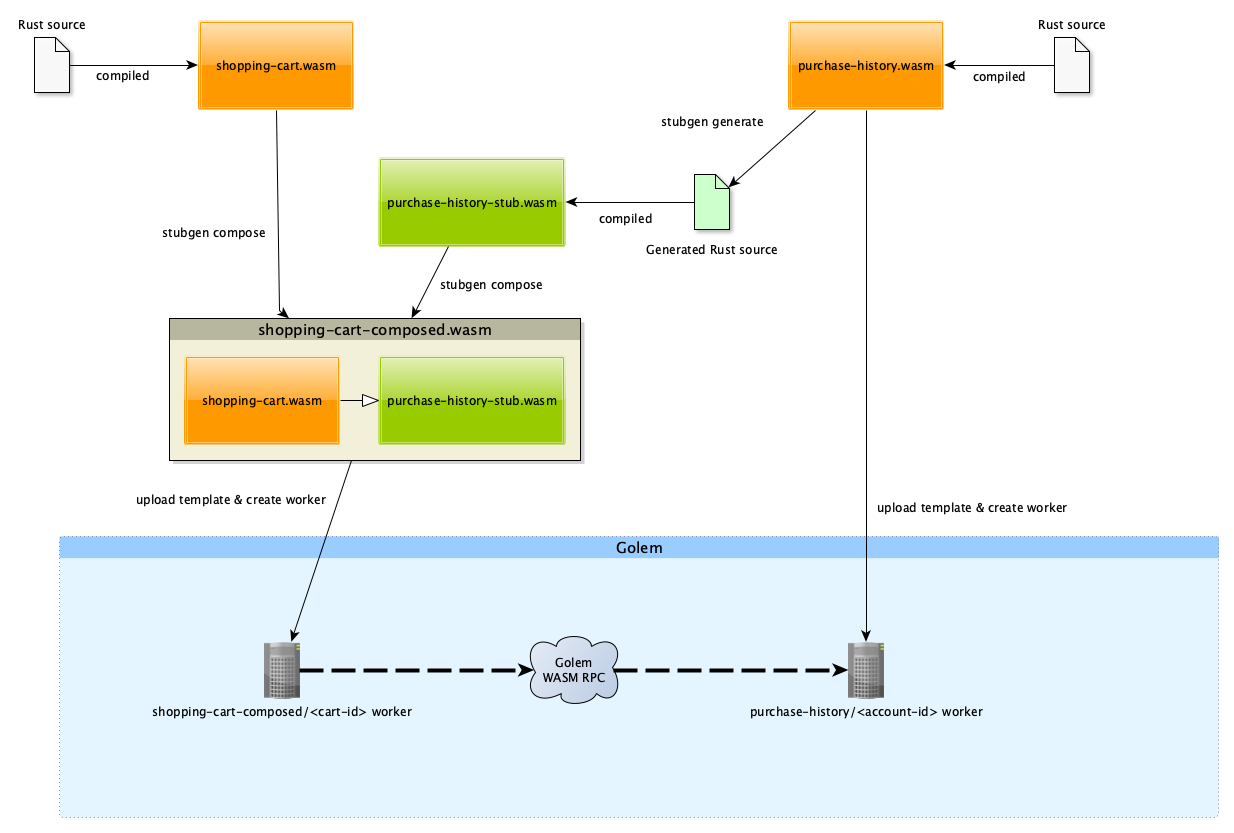 Rust source
Rust source
shopping-cart.wasm
purchase-history.wasm
compiled
compiled
stubgen generate
purchase-history-stub.wasm
compiled
stubgen compose
Generated Rust source
stubgen compose
shopping-cart-composed.wasm
shopping-cart.wasm
purchase-history-stub.wasm
upload template & create worker
upload template & create worker
Golem
Golem
WASM RPC
shopping-cart-composed/<cart-id> worker
purchase-history/<account-id> worker